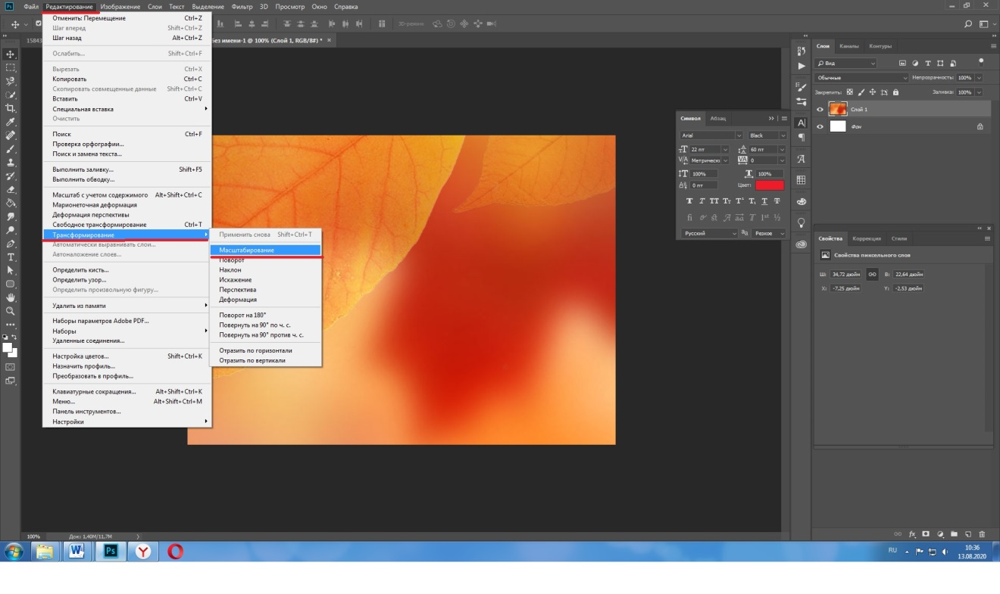 Ps Файл Редактирование Изображение Слои Текст Выделение Фильтр 3D Просмотр Окно Справка
3D-режим:
15843
Без имени-1 @ 100% (Слой 1, RGB/8#) * ×
Отменить: Перемещение Ctrl+Z
Шаг вперед Shift+Ctrl+Z
Шаг назад Alt+Ctrl+Z
Ослабить... Shift+Ctrl+F
Вырезать Ctrl+X
Копировать Ctrl+C
Скопировать совмещенные данные Shift+Ctrl+C
Вставить Ctrl+V
Специальная вставка
Очистить
Поиск Ctrl+F
Проверка орфографии...
Поиск и замена текста...
Выполнить заливку... Shift+F5
Выполнить обводку...
Масштаб с учетом содержимого Alt+Shift+Ctrl+C
Марионеточная деформация
Деформация перспективы
Свободное трансформирование Ctrl+T
Трансформирование
Автоматически выравнивать слои...
Автоналожение слоев...
Определить кисть...
Определить узор...
Определить произвольную фигуру...
Удалить из памяти
Наборы параметров Adobe PDF...
Наборы
Удаленные соединения...
Настройка цветов... Shift+Ctrl+K
Назначить профиль...
Преобразовать в профиль...
Клавиатурные сокращения... Alt+Shift+Ctrl+K
Меню... Alt+Shift+Ctrl+M
Панель инструментов...
Настройки
Применить снова Shift+Ctrl+T
Масштабирование
Поворот
Наклон
Искажение
Перспектива
Деформация
Поворот на 180°
Повернуть на 90° по ч. с.
Повернуть на 90° против ч. с.
Отразить по горизонтали
Отразить по вертикали
Символ Абзац
Arial Black
22 пт 60 пт
Метрическо 0
100% 100%
0 пт Цвет:
Русский Резкое
Слои Каналы Контуры
Вид
Обычные Непрозрачность: 100%
Закрепить: Заливка: 100%
Слой 1
Фон
Свойства Коррекция Стили
Свойства пиксельного слоя
Ш: 34,72 дюйм В: 22,64 дюйм
X: -7,25 дюйм Y: -2,53 дюйм
100% Док: 1,40M/11,7M
RU 10:36
13.08.2020